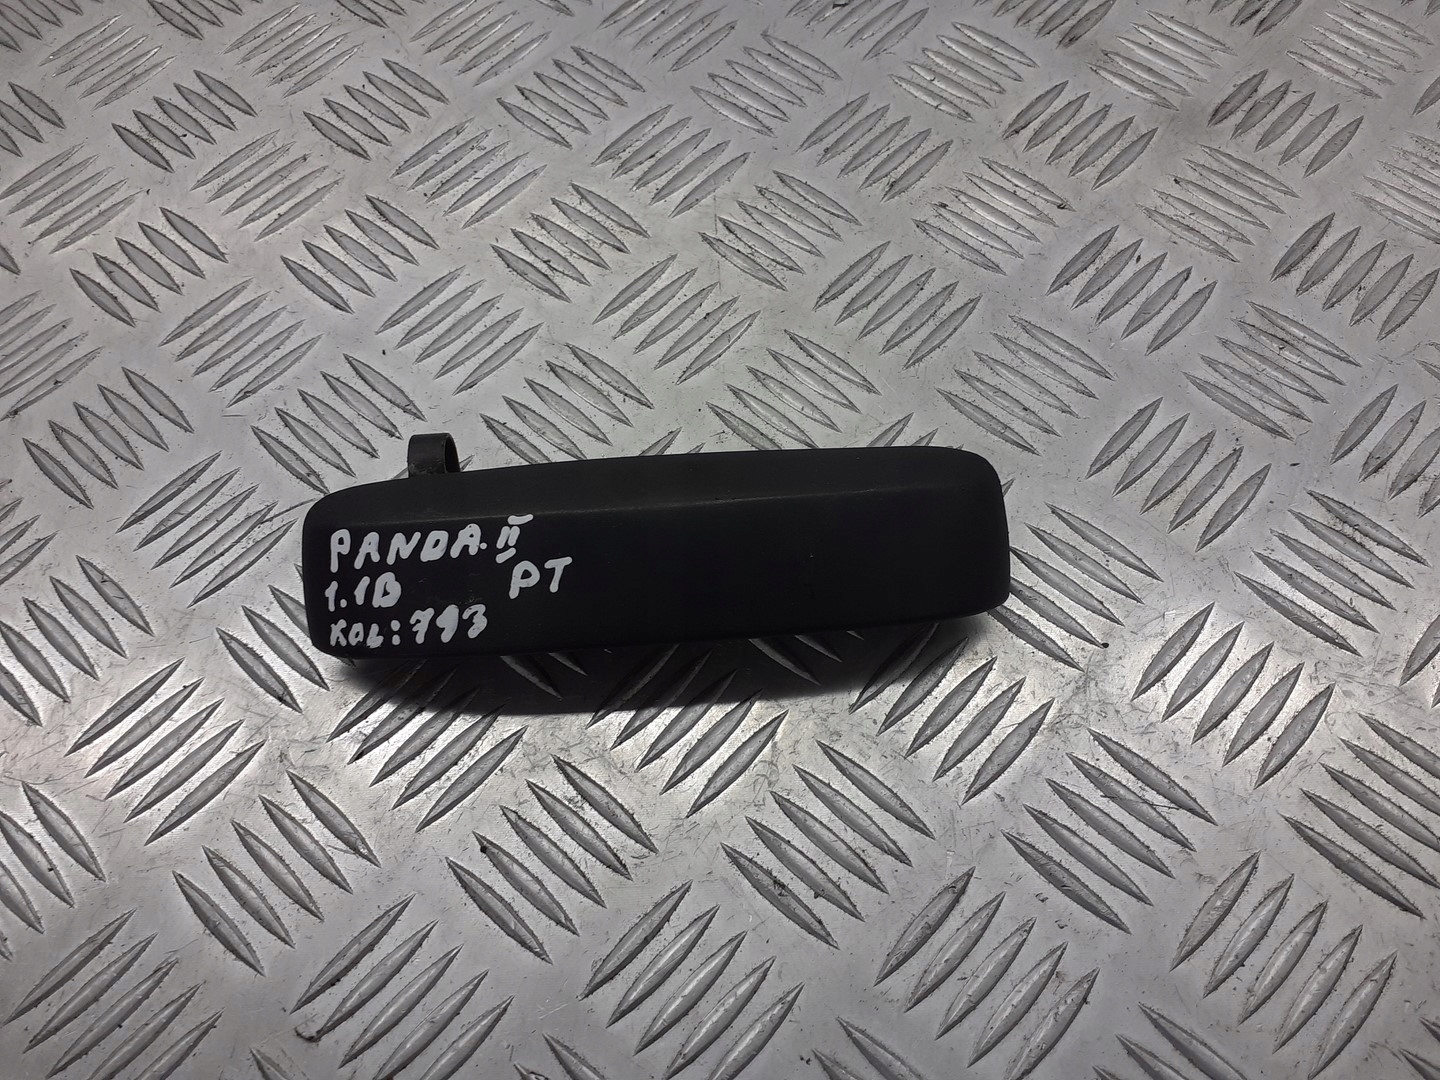 PANDA.II
1.1B PT
KOL:793